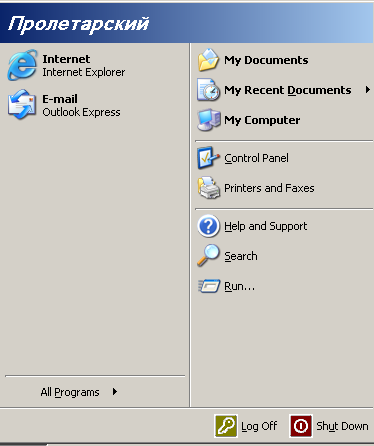 Пролетарский
Internet
Internet Explorer
E-mail
Outlook Express
All Programs
My Documents
My Recent Documents
My Computer
Control Panel
Printers and Faxes
Help and Support
Search
Run...
Log Off
Shut Down